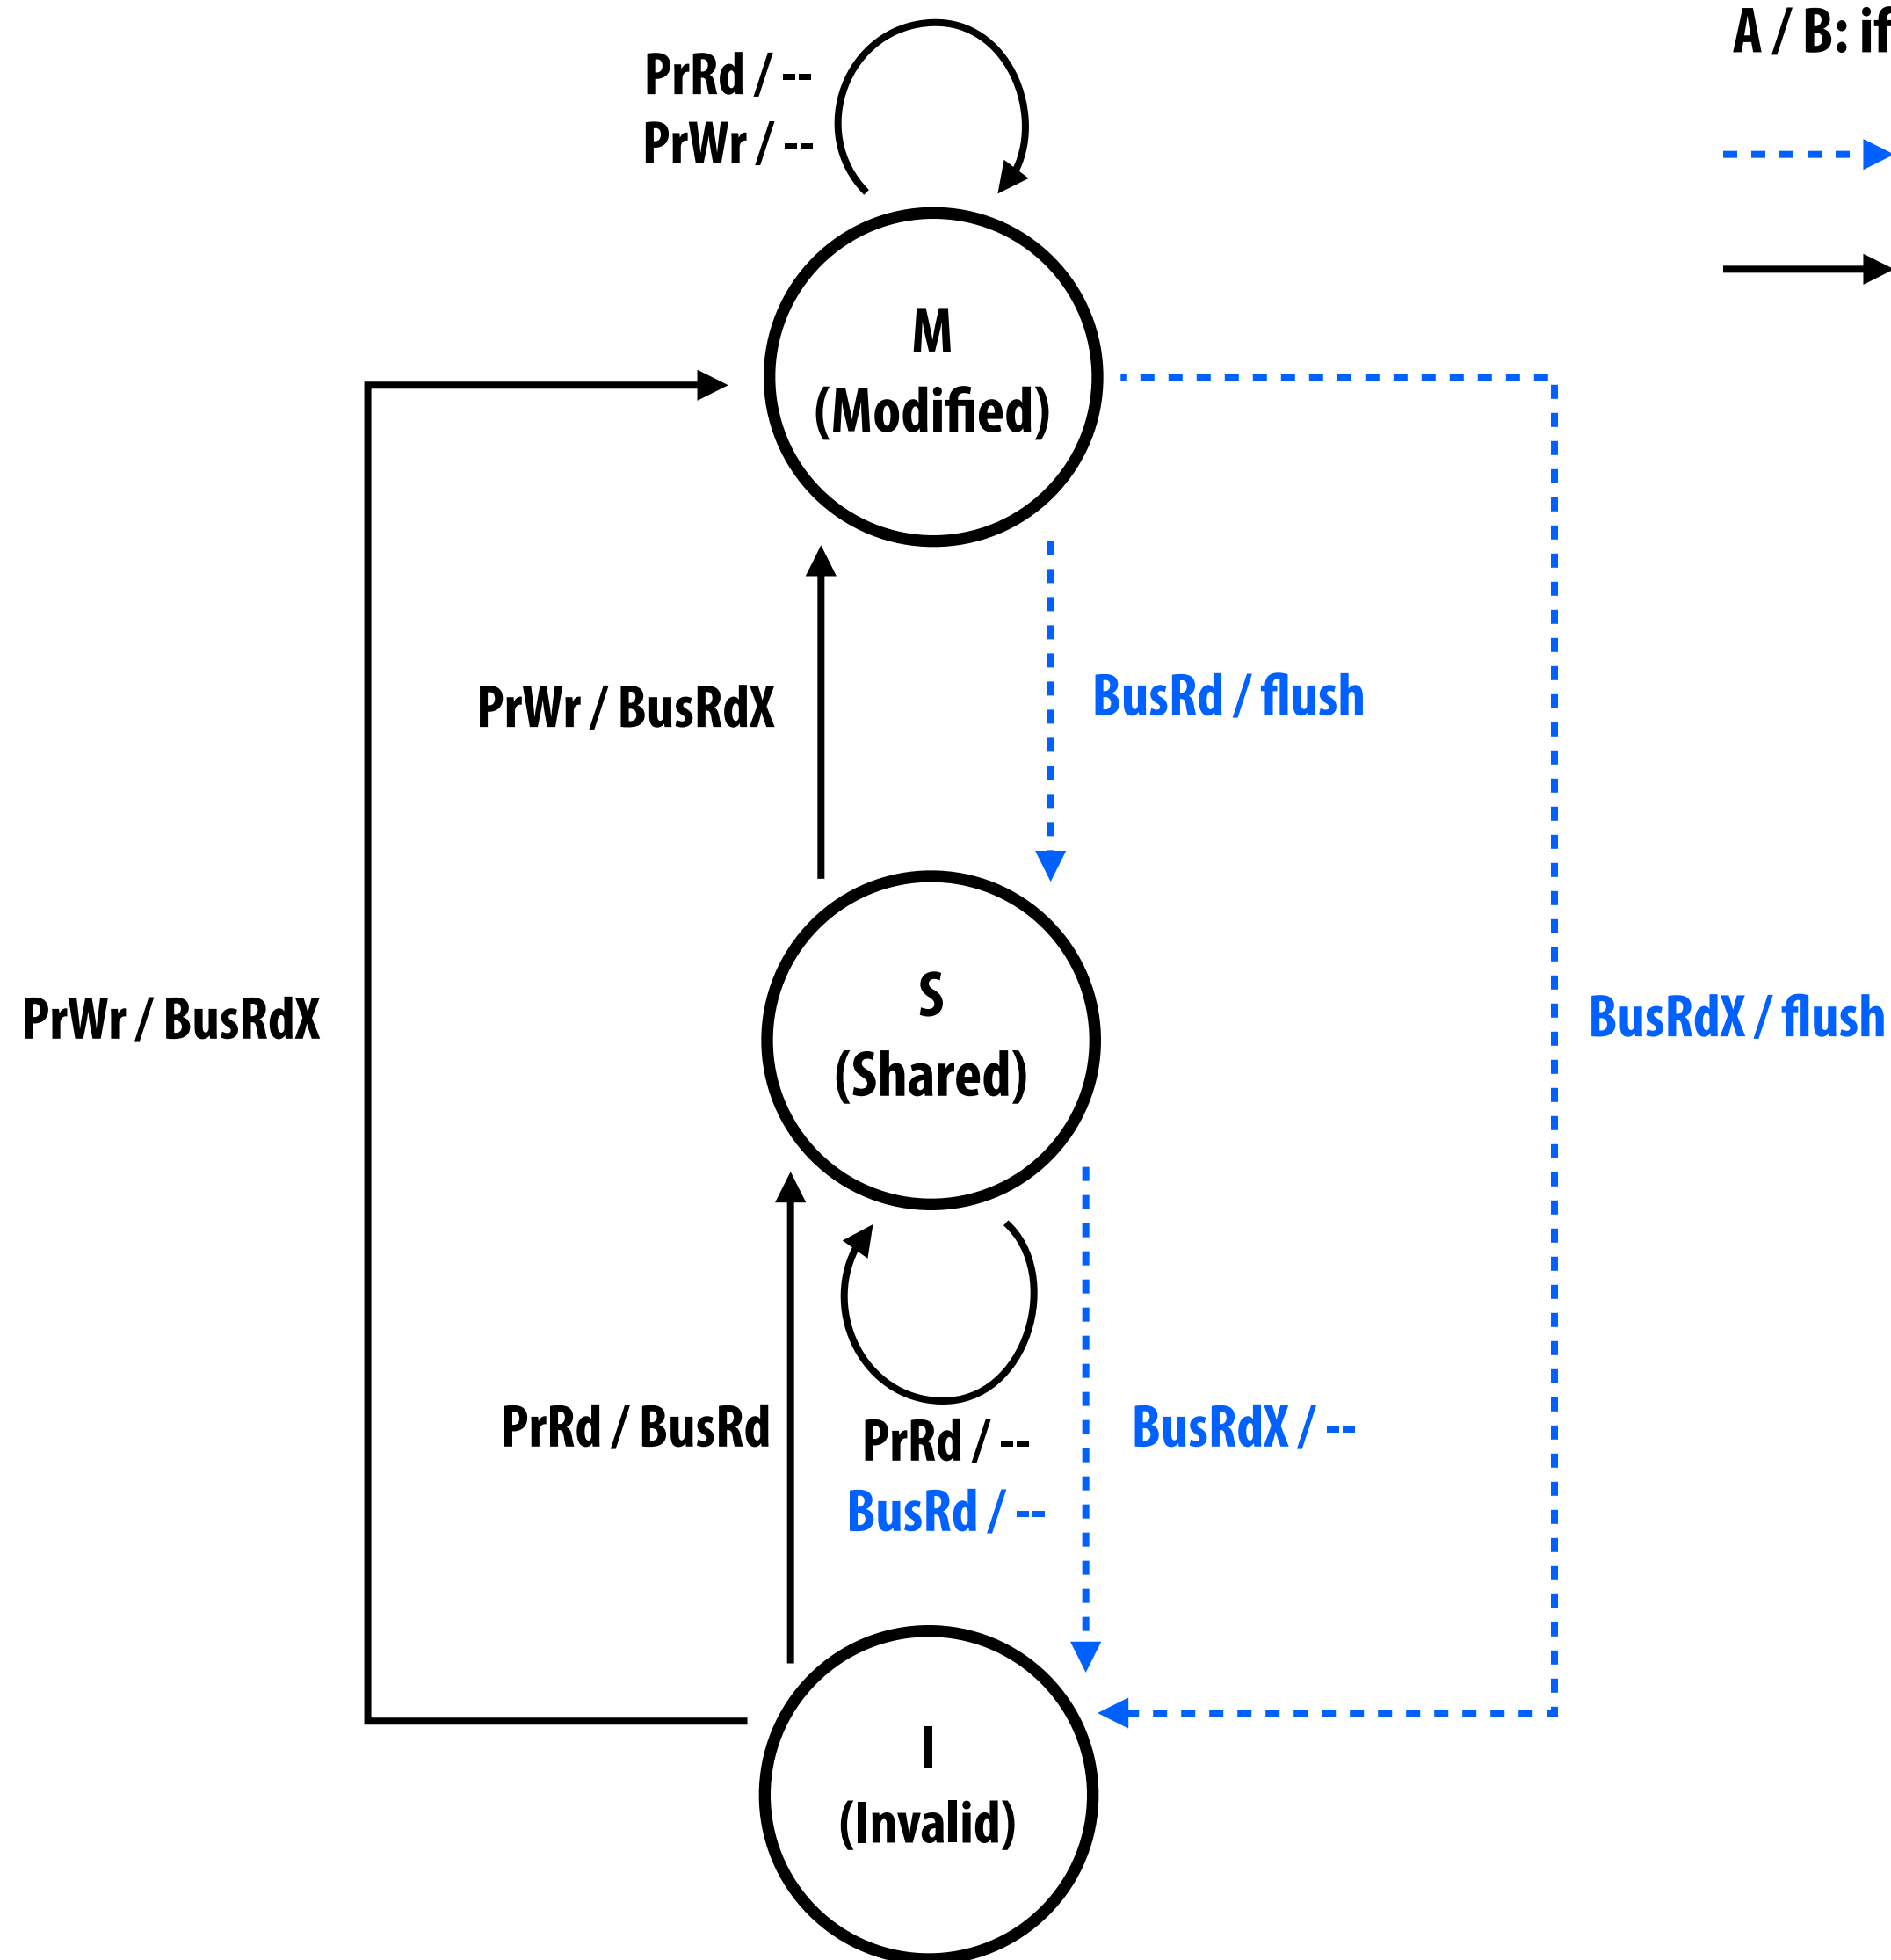 A / B: if
PrRd / --
PrWr / --
M
(Modified)
PrWr / BusRdX
BusRd / flush
S
(Shared)
PrWr / BusRdX
BusRdX / flush
PrRd / BusRd
PrRd / --
BusRd / --
BusRdX / --
I
(Invalid)